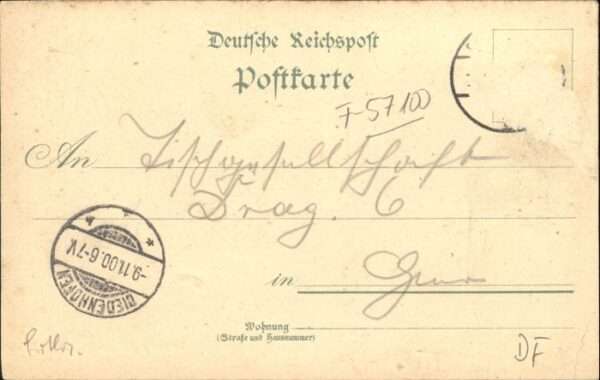 Deutsche Reichspost
Postkarte
F-57100
An Tischgesellschaft
Drag. 6
in
Wohnung
(Straße und Hausnummer)
DIEDENHOFEN
-9.11.00.6-7V.
DF